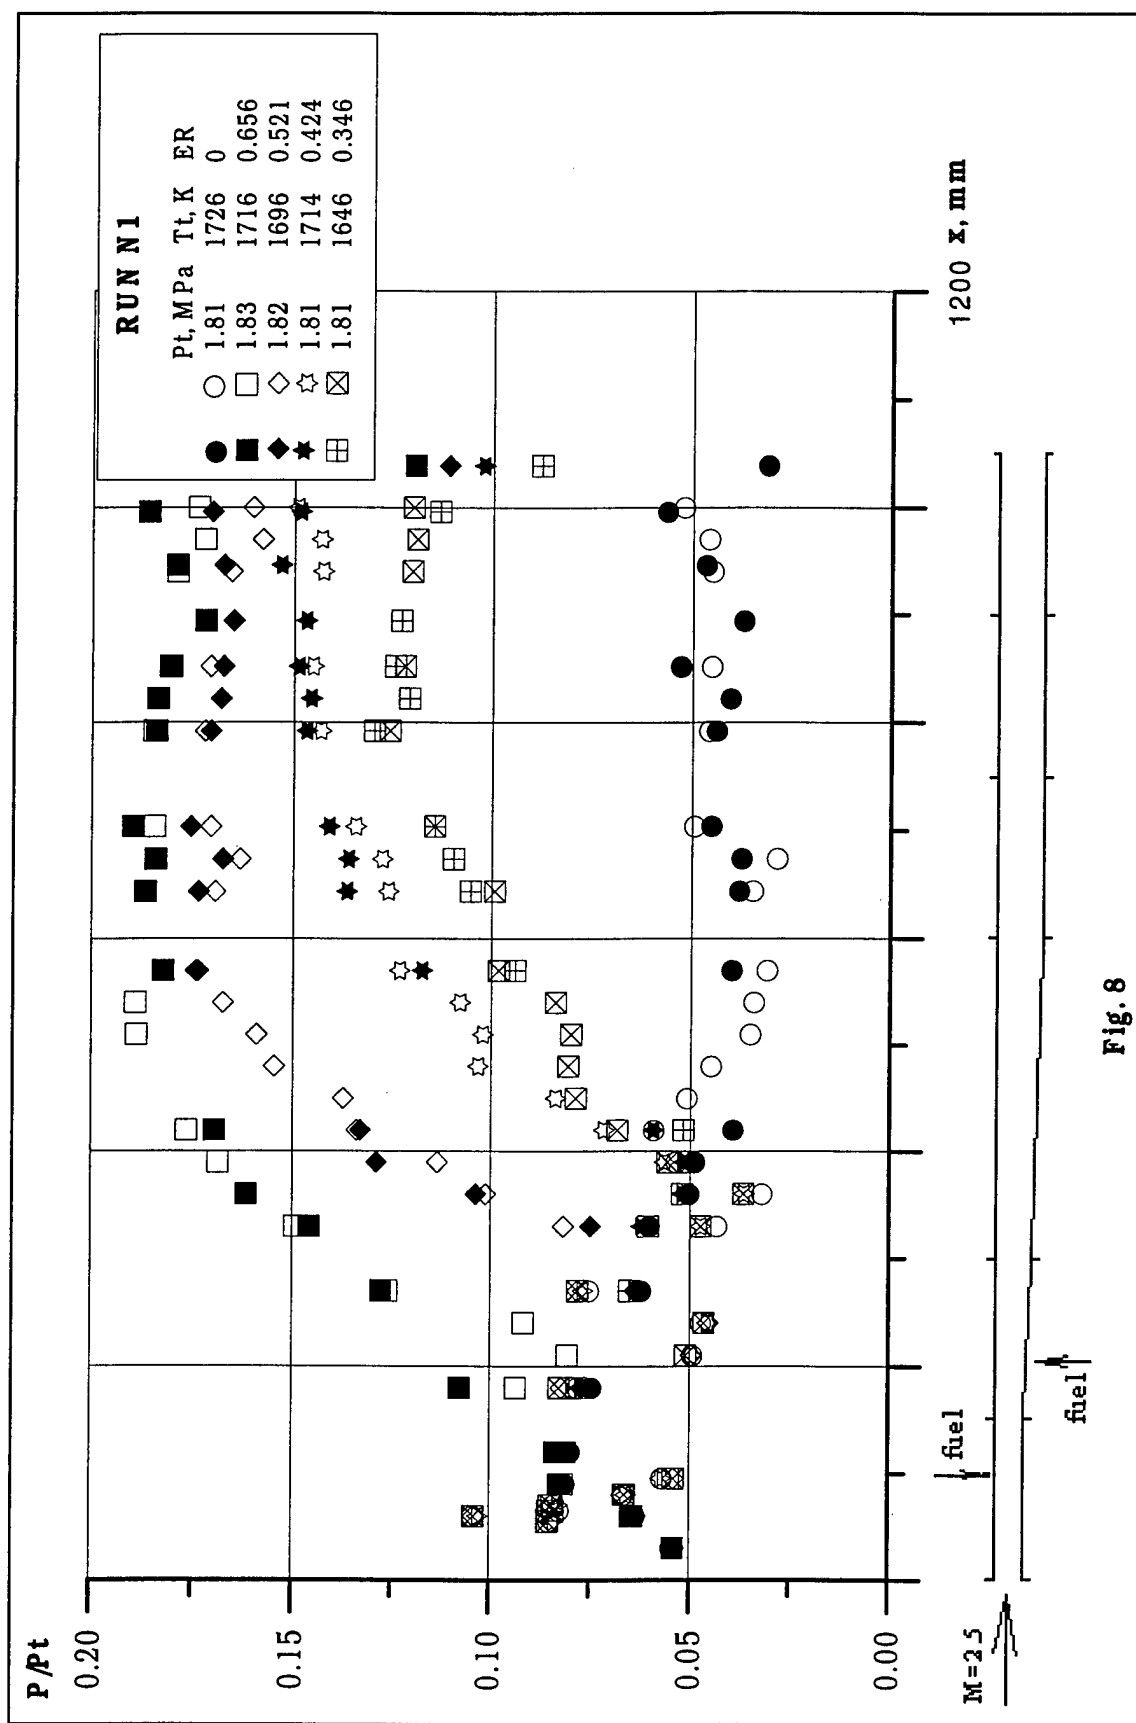 RUN N1
Pt, MPa Tt, K ER
1.81 1726 0
1.83 1716 0.656
1.82 1696 0.521
1.81 1714 0.424
1.81 1646 0.346
P/Pt
0.20
0.15
0.10
0.05
0.00
1200 x, mm
M=2.5
fuel
fuel
Fig. 8